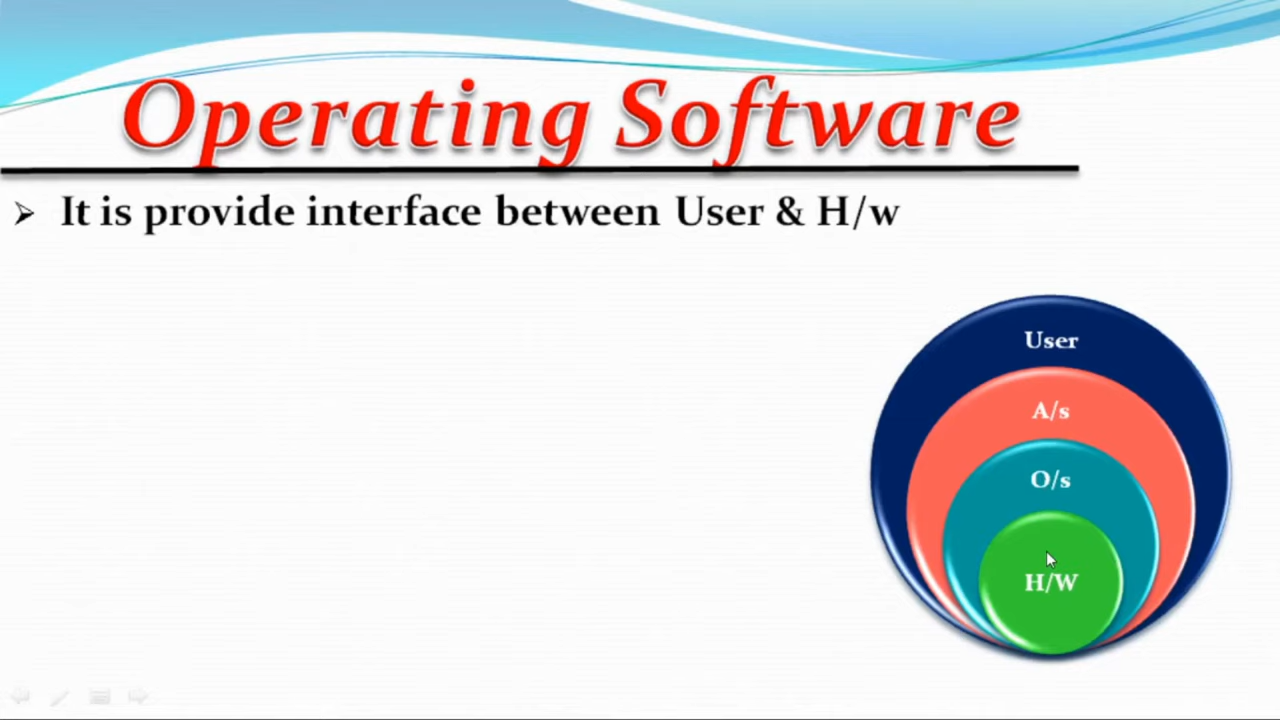 Operating Software
It is provide interface between User & H/w
User
A/s
O/s
H/W